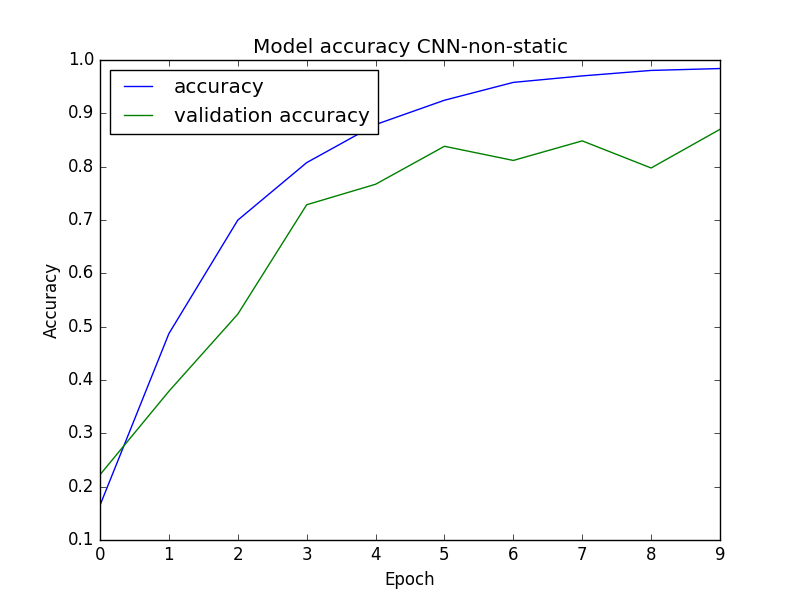 Model accuracy CNN-non-static
accuracy
validation accuracy
1.0
0.9
0.8
0.7
0.6
0.5
0.4
0.3
0.2
0.1
Accuracy
0 1 2 3 4 5 6 7 8 9
Epoch